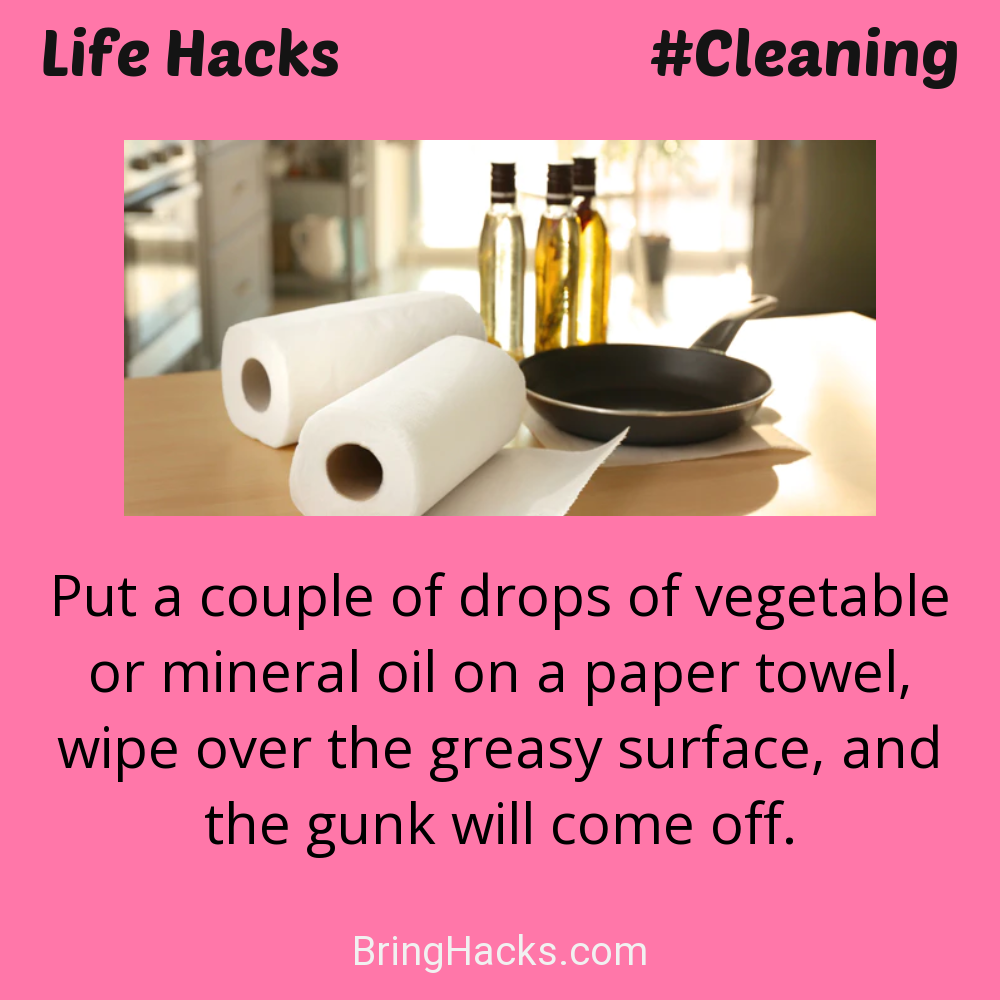 Life Hacks
#Cleaning
Put a couple of drops of vegetable
or mineral oil on a paper towel,
wipe over the greasy surface, and
the gunk will come off.
BringHacks.com